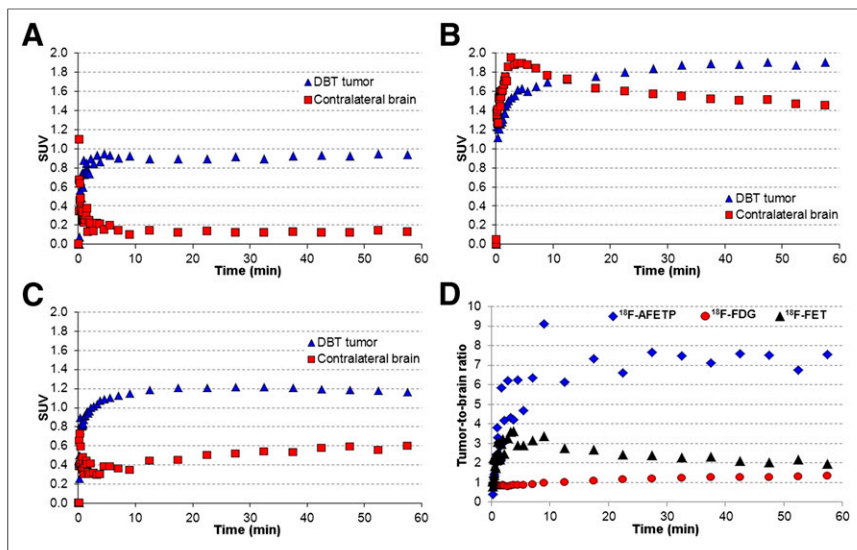 A
2.0
1.8
1.6
1.4
1.2
1.0
0.8
0.6
0.4
0.2
0.0
SUV
DBT tumor
Contralateral brain
0 10 20 30 40 50 60
Time (min)
B
2.0
1.8
1.6
1.4
1.2
1.0
0.8
0.6
0.4
0.2
0.0
SUV
DBT tumor
Contralateral brain
0 10 20 30 40 50 60
Time (min)
C
2.0
1.8
1.6
1.4
1.2
1.0
0.8
0.6
0.4
0.2
0.0
SUV
DBT tumor
Contralateral brain
0 10 20 30 40 50 60
Time (min)
D
10
9
8
7
6
5
4
3
2
1
0
Tumor-to-brain ratio
¹⁸F-AFETP ¹⁸F-FDG ¹⁸F-FET
0 10 20 30 40 50 60
Time (min)